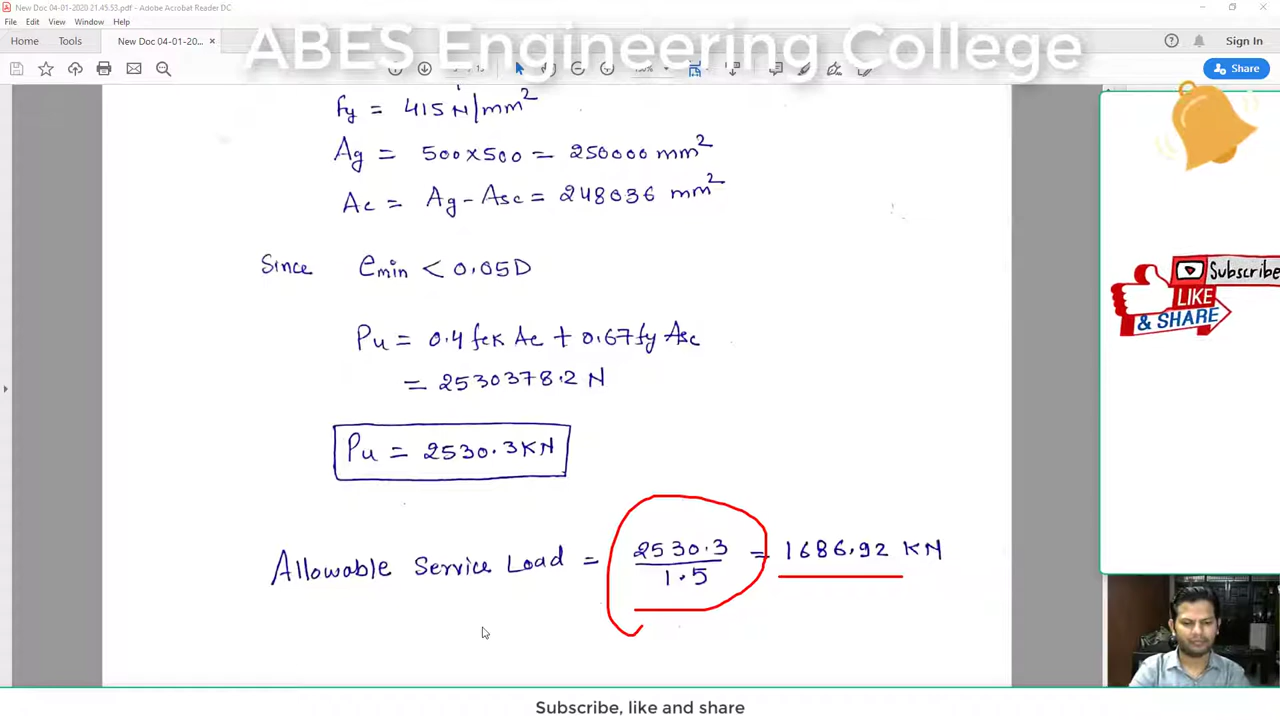 New Doc 04-01-2020 21.45.53.pdf - Adobe Acrobat Reader DC
File Edit View Window Help
Home Tools New Doc 04-01-20... × Sign In
ABES Engineering College
Share
fy = 415 N/mm²
Ag = 500×500 = 250000 mm²
Ac = Ag - Asc = 248036 mm²
Since emin < 0.05D
Pu = 0.4 fck Ac + 0.67 fy Asc
= 2530378.2 N
Pu = 2530.3KN
Allowable Service Load = 2530.3 / 1.5 = 1686.92 KN
Subscribe
LIKE
& SHARE
Subscribe, like and share